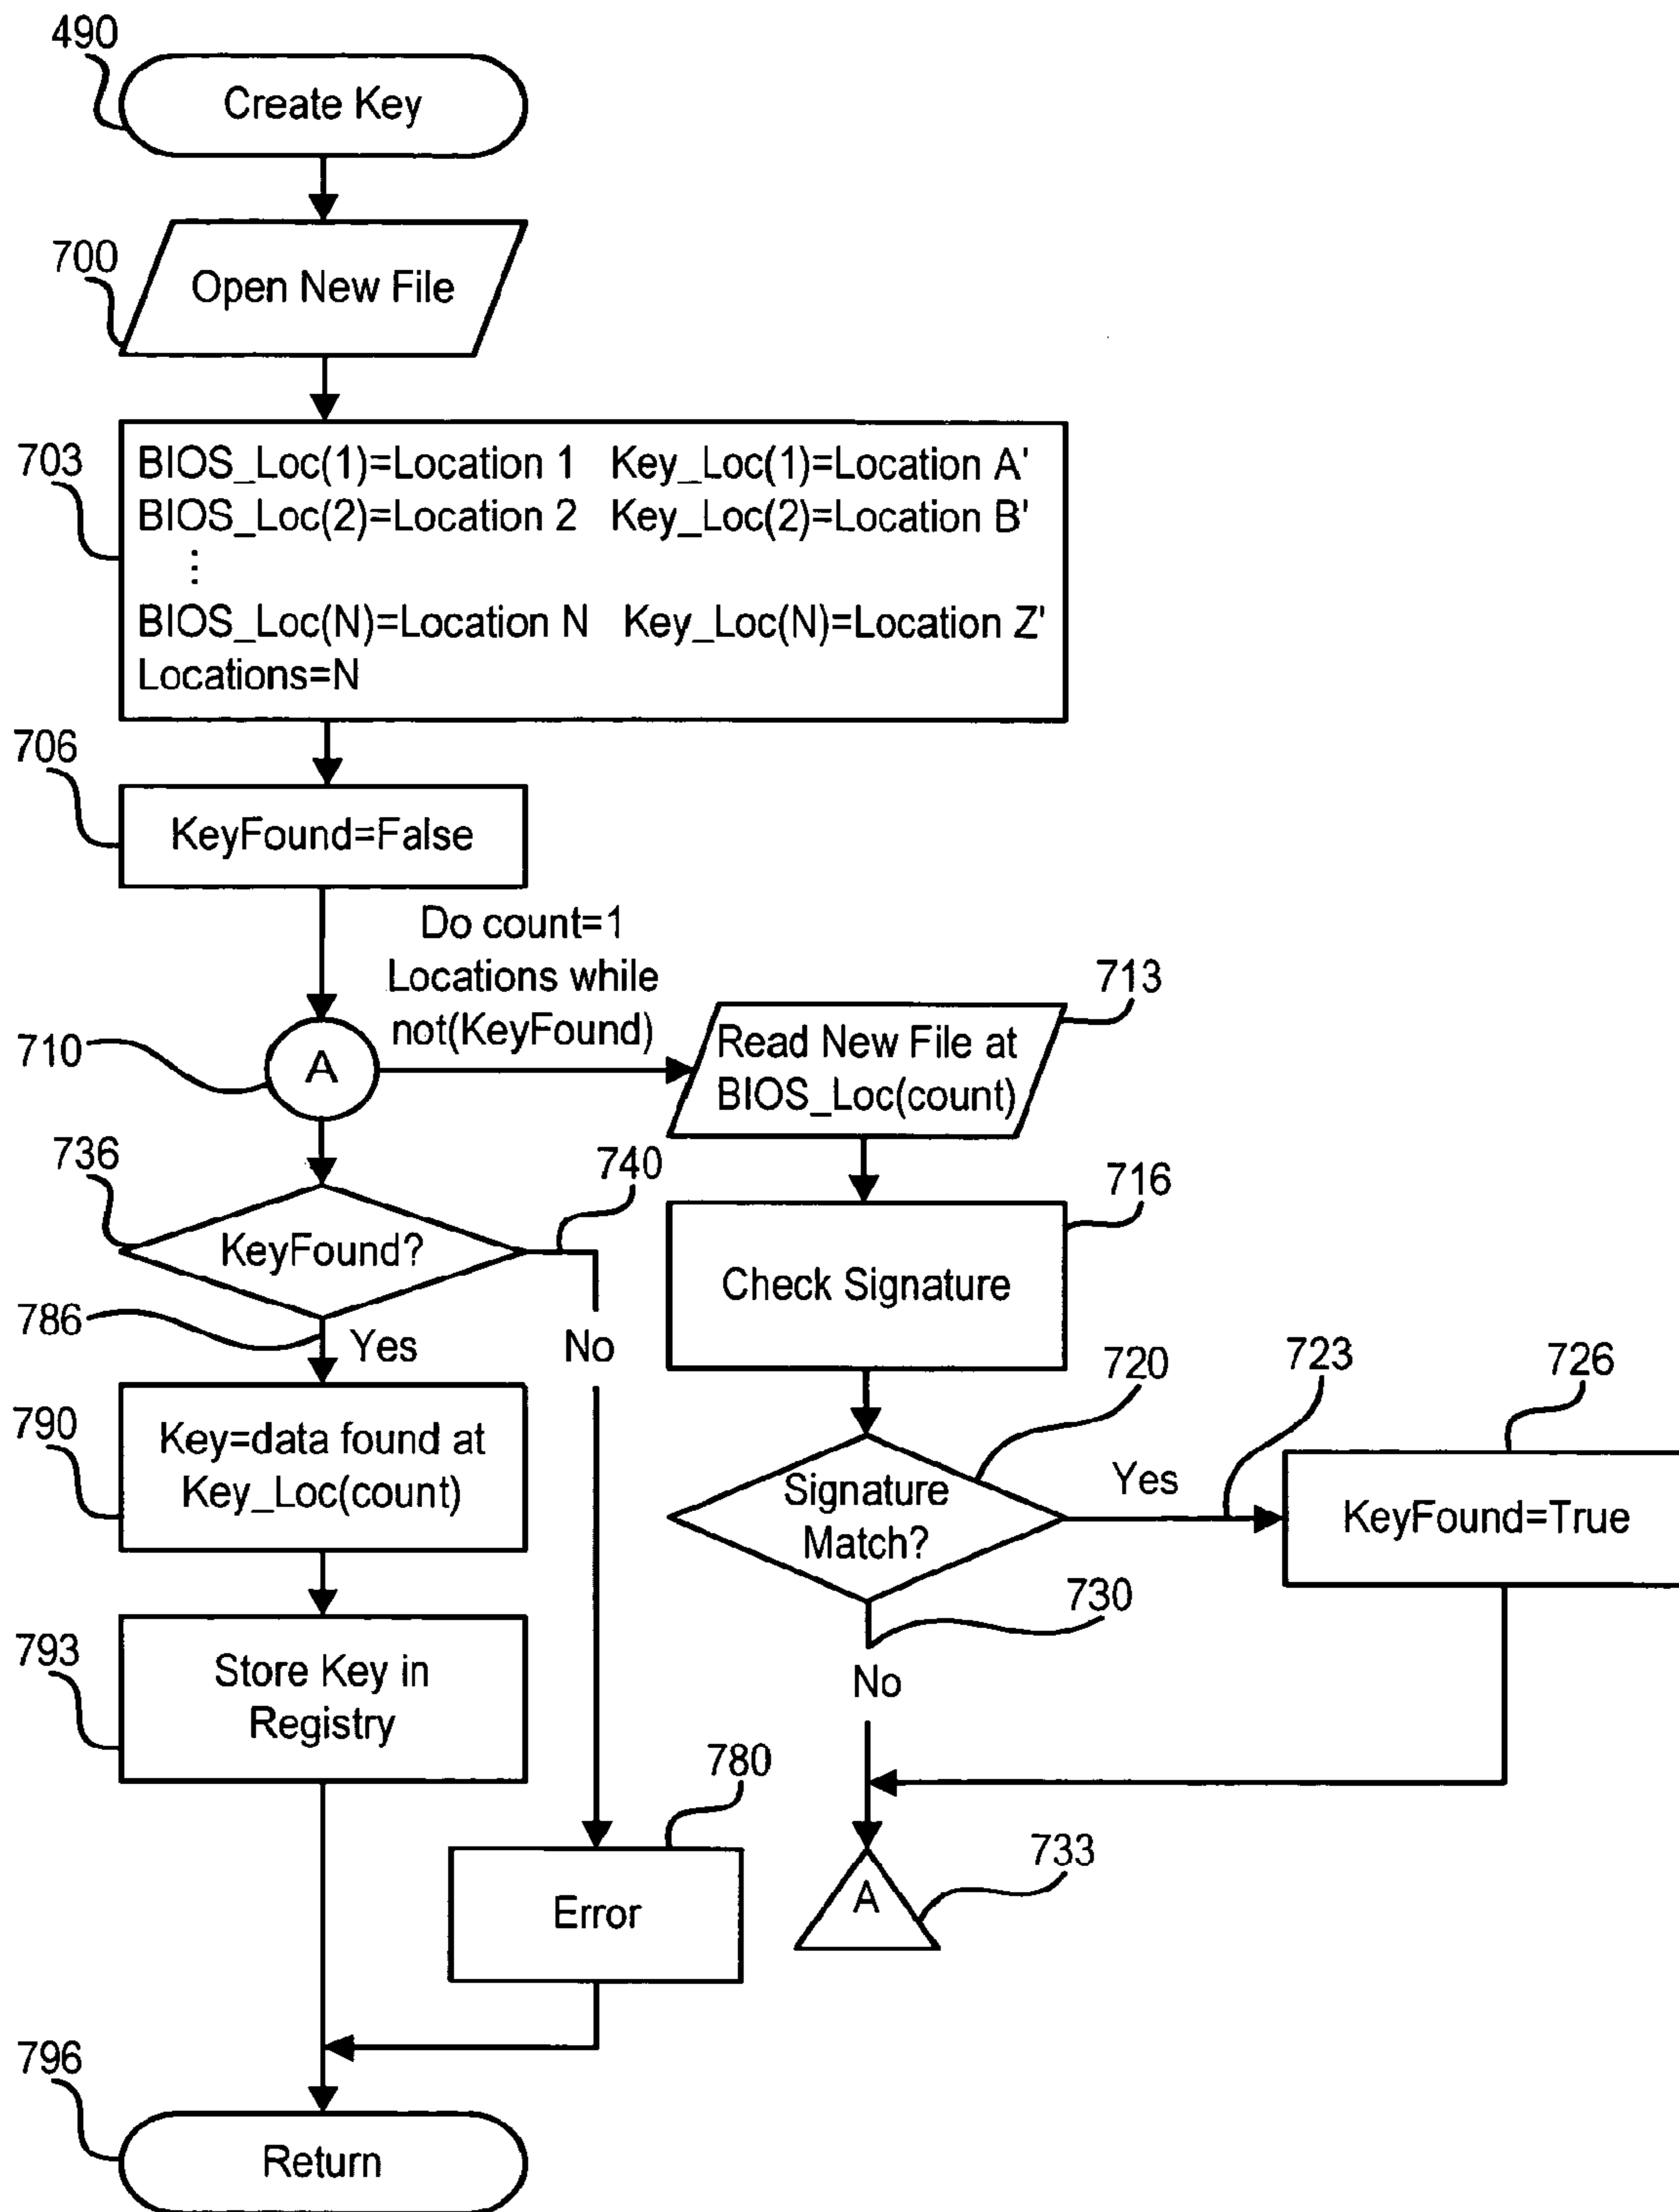 490
Create Key
700
Open New File
703
BIOS_Loc(1)=Location 1 Key_Loc(1)=Location A'
BIOS_Loc(2)=Location 2 Key_Loc(2)=Location B'
⋮
BIOS_Loc(N)=Location N Key_Loc(N)=Location Z'
Locations=N
706
KeyFound=False
Do count=1
Locations while
not(KeyFound)
710
A
713
Read New File at
BIOS_Loc(count)
736
KeyFound?
740
716
Check Signature
786
Yes
No
720
Signature
Match?
723
Yes
726
KeyFound=True
790
Key=data found at
Key_Loc(count)
730
No
793
Store Key in
Registry
780
Error
733
A
796
Return